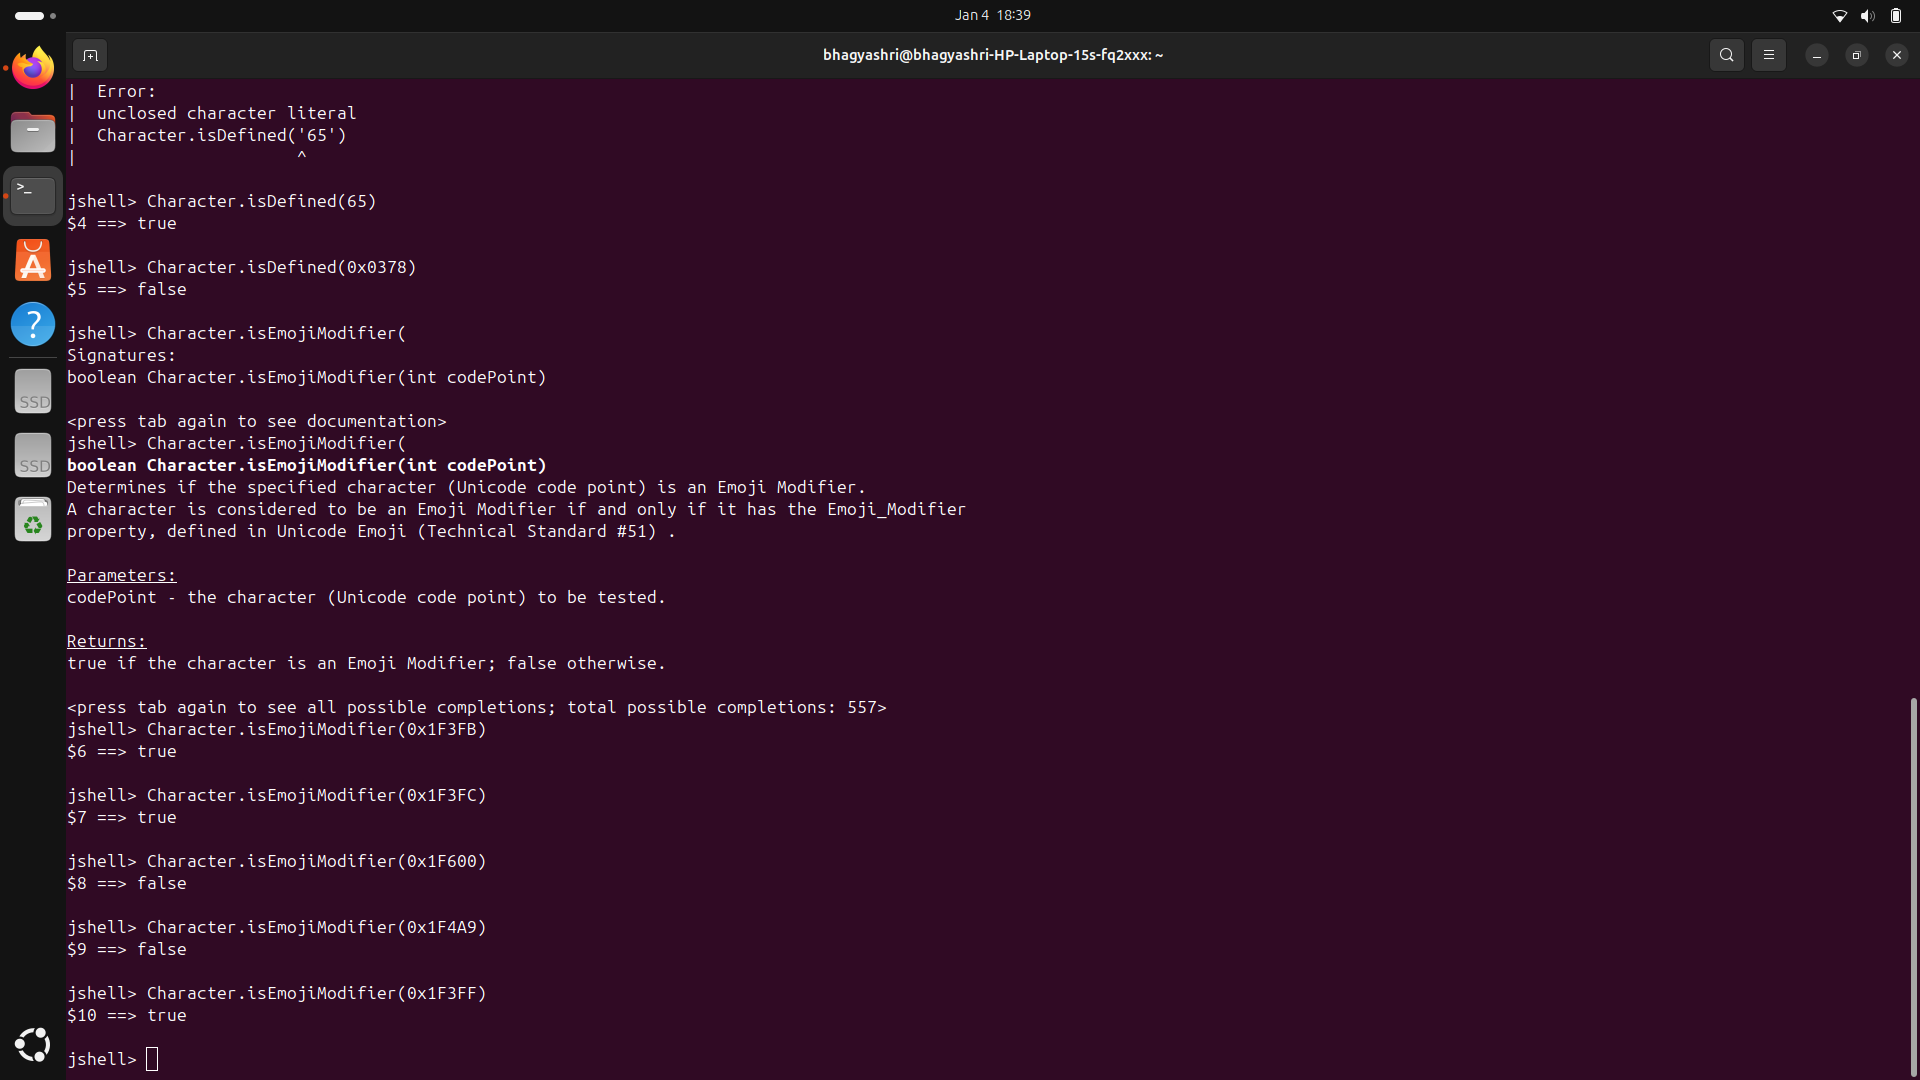 Jan 4 18:39
bhagyashri@bhagyashri-HP-Laptop-15s-fq2xxx: ~
| Error:
| unclosed character literal
| Character.isDefined('65')
| ^
jshell> Character.isDefined(65)
$4 ==> true
jshell> Character.isDefined(0x0378)
$5 ==> false
jshell> Character.isEmojiModifier(
Signatures:
boolean Character.isEmojiModifier(int codePoint)
<press tab again to see documentation>
jshell> Character.isEmojiModifier(
boolean Character.isEmojiModifier(int codePoint)
Determines if the specified character (Unicode code point) is an Emoji Modifier.
A character is considered to be an Emoji Modifier if and only if it has the Emoji_Modifier
property, defined in Unicode Emoji (Technical Standard #51) .
Parameters:
codePoint - the character (Unicode code point) to be tested.
Returns:
true if the character is an Emoji Modifier; false otherwise.
<press tab again to see all possible completions; total possible completions: 557>
jshell> Character.isEmojiModifier(0x1F3FB)
$6 ==> true
jshell> Character.isEmojiModifier(0x1F3FC)
$7 ==> true
jshell> Character.isEmojiModifier(0x1F600)
$8 ==> false
jshell> Character.isEmojiModifier(0x1F4A9)
$9 ==> false
jshell> Character.isEmojiModifier(0x1F3FF)
$10 ==> true
jshell>
>_
A
?
SSD
SSD